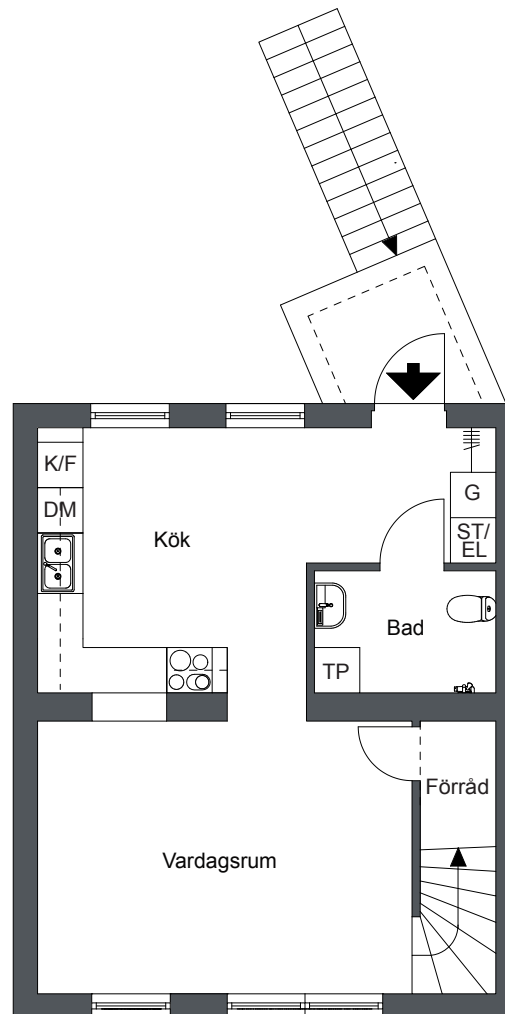 K/F
G
DM
ST/
EL
Kök
Bad
TP
Förråd
Vardagsrum